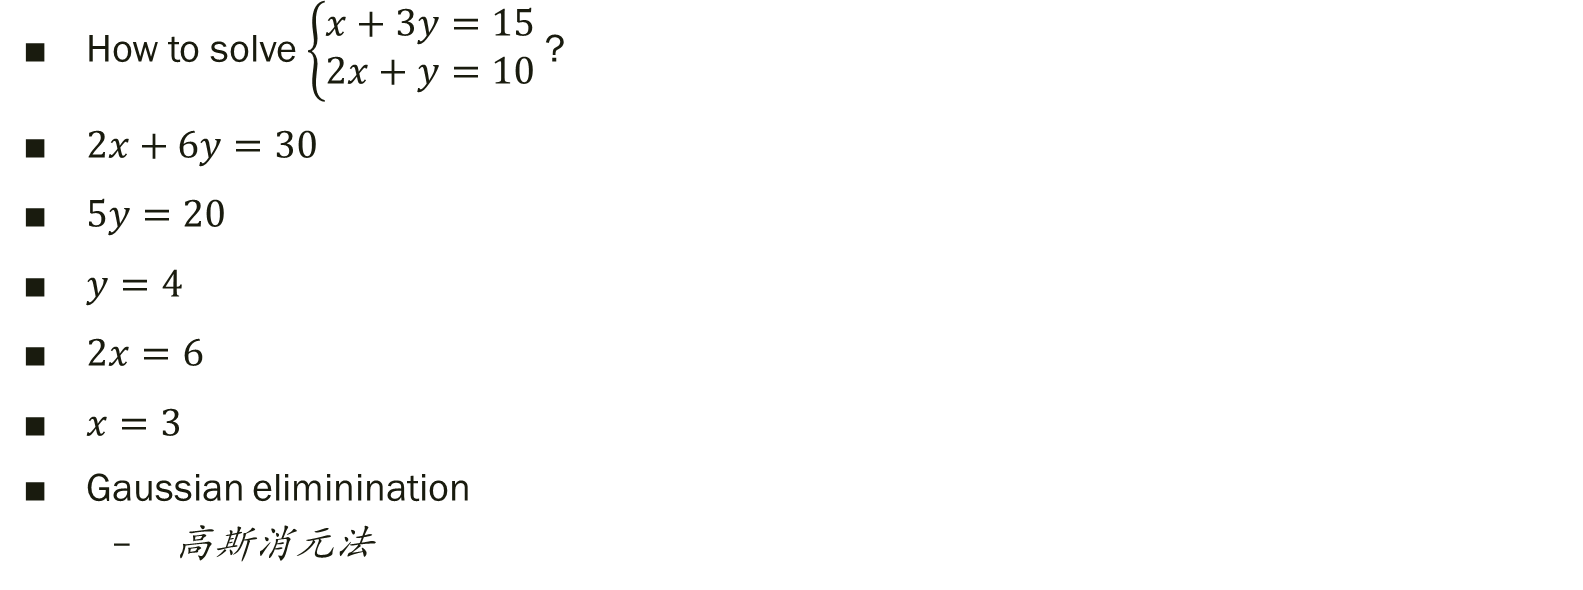 ■ How to solve {x + 3y = 15
2x + y = 10 ?
■ 2x + 6y = 30
■ 5y = 20
■ y = 4
■ 2x = 6
■ x = 3
■ Gaussian eliminination
– 高斯消元法